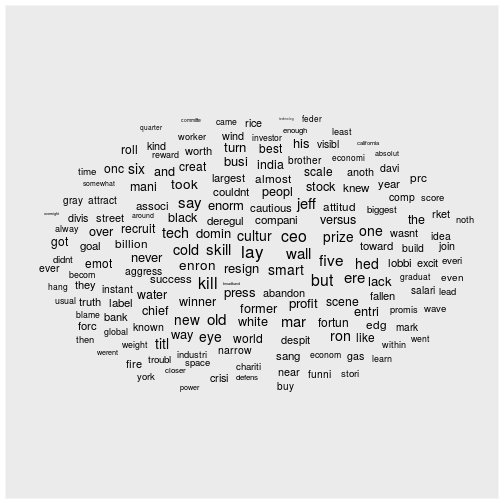 committe came rice technolog feder
quarter enough least
worker wind investor his visibl california
roll kind reward worth turn best brother economi absolut
time onc six and creat busi india scale anoth davi
somewhat mani took largest almost peopl stock knew year prc
gray attract associ say enorm couldnt cautious jeff attitud biggest comp score
divis street around black deregul compani versus the rket noth
alway over recruit tech domin cultur ceo prize one wasnt idea
got goal billion cold skill lay wall toward build join
didnt never enron resign smart five hed lobbi excit everi
ever emot aggress but ere lack graduat even
becom success kill press abandon salari lead
hang they instant water winner former profit scene fallen
usual truth label chief entri promis wave
blame bank new old white mar fortun edg mark
forc global known way eye world despit ron like within went
then weight titl
werent narrow sang econom gas learn
fire troubl industri space chariti near funni stori
york closer crisi defens
power buy